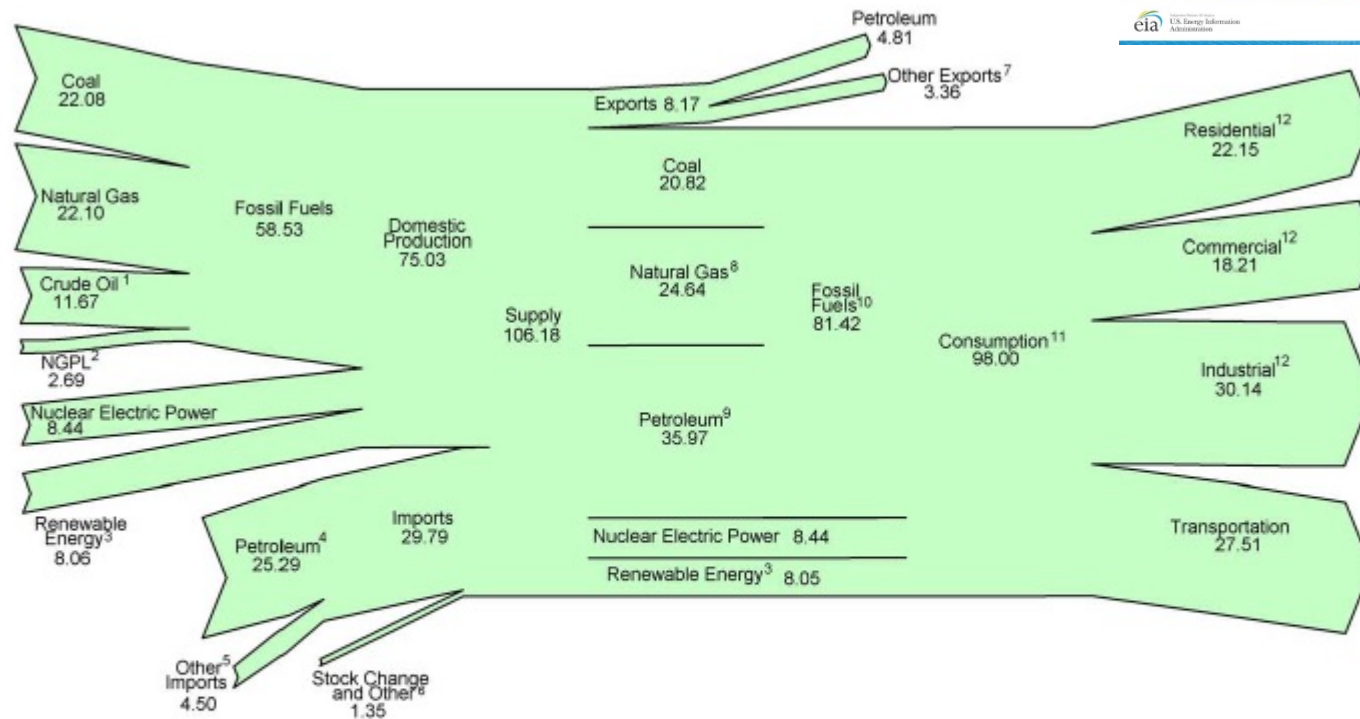 eia
U.S. Energy Information
Administration
Petroleum
4.81
Other Exports7
3.36
Exports 8.17
Coal
22.08
Natural Gas
22.10
Crude Oil1
11.67
NGPL2
2.69
Nuclear Electric Power
8.44
Renewable
Energy3
8.06
Fossil Fuels
58.53
Domestic
Production
75.03
Petroleum4
25.29
Imports
29.79
Other5
Imports
4.50
Stock Change
and Other6
1.35
Supply
106.18
Coal
20.82
Natural Gas8
24.64
Petroleum9
35.97
Nuclear Electric Power 8.44
Renewable Energy3 8.05
Fossil
Fuels10
81.42
Consumption11
98.00
Residential12
22.15
Commercial12
18.21
Industrial12
30.14
Transportation
27.51